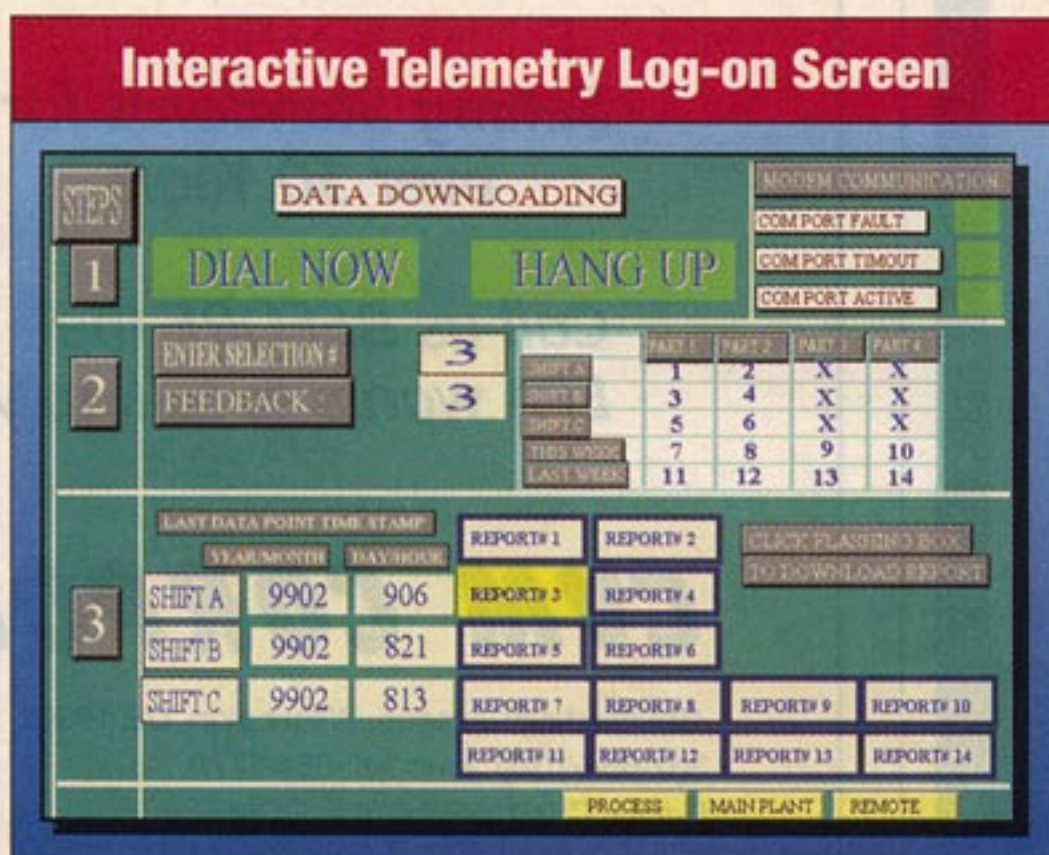 Interactive Telemetry Log-on Screen
STEPS
DATA DOWNLOADING
MODEM COMMUNICATION
COM PORT FAULT
1
DIAL NOW
HANG UP
COM PORT TIMOUT
COM PORT ACTIVE
2
ENTER SELECTION #
3
FEEDBACK :
3
PART 1 PART 2 PART 3 PART 4
SHIFT A 1 2 X X
SHIFT B 3 4 X X
SHIFT C 5 6 X X
THIS WEEK 7 8 9 10
LAST WEEK 11 12 13 14
3
LAST DATA POINT TIME STAMP
YEAR/MONTH DAY/HOUR
SHIFT A 9902 906
SHIFT B 9902 821
SHIFT C 9902 813
REPORT# 1 REPORT# 2
REPORT# 3 REPORT# 4
REPORT# 5 REPORT# 6
REPORT# 7 REPORT# 8 REPORT# 9 REPORT# 10
REPORT# 11 REPORT# 12 REPORT# 13 REPORT# 14
CLICK FLASHING BOX
TO DOWNLOAD REPORT
PROCESS MAIN PLANT REMOTE